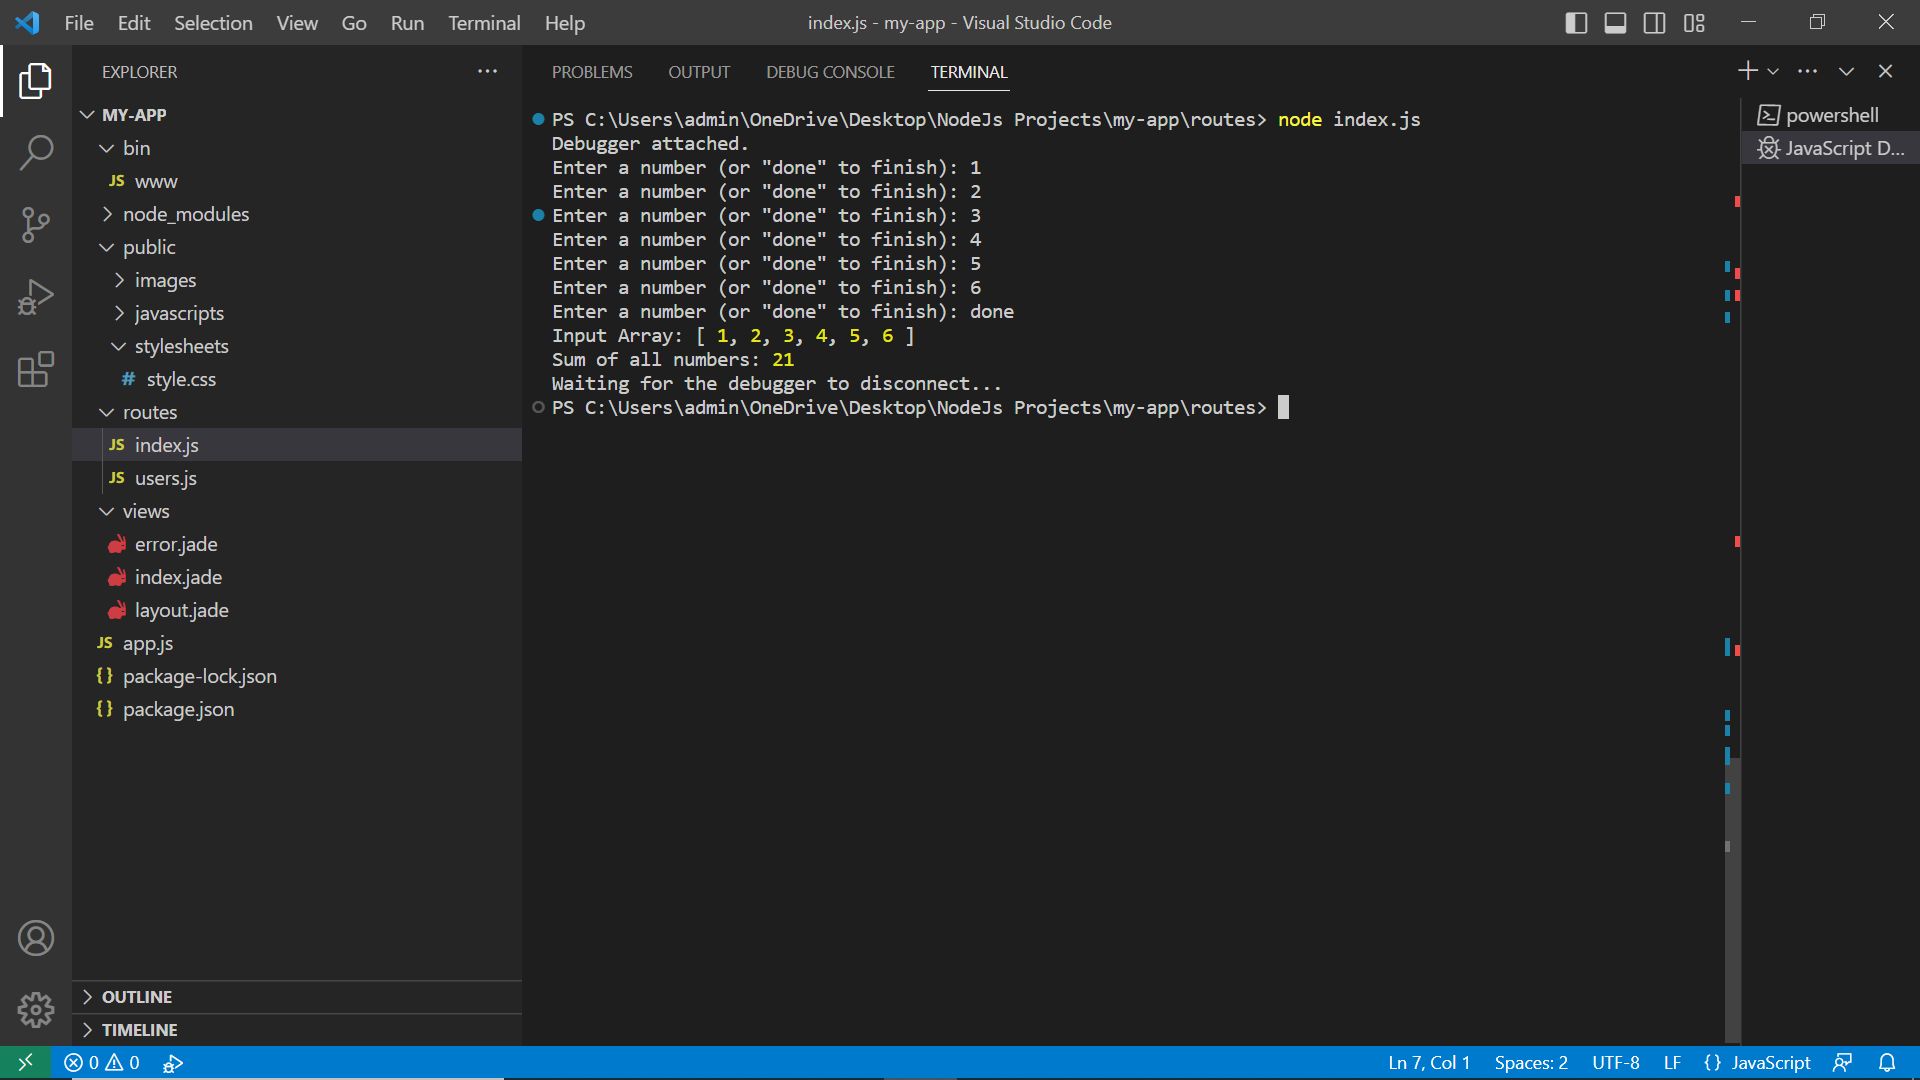 File Edit Selection View Go Run Terminal Help
index.js - my-app - Visual Studio Code
EXPLORER
MY-APP
bin
JS www
node_modules
public
images
javascripts
stylesheets
# style.css
routes
JS index.js
JS users.js
views
error.jade
index.jade
layout.jade
JS app.js
{} package-lock.json
{} package.json
OUTLINE
TIMELINE
PROBLEMS OUTPUT DEBUG CONSOLE TERMINAL
PS C:\Users\admin\OneDrive\Desktop\NodeJs Projects\my-app\routes> node index.js
Debugger attached.
Enter a number (or "done" to finish): 1
Enter a number (or "done" to finish): 2
Enter a number (or "done" to finish): 3
Enter a number (or "done" to finish): 4
Enter a number (or "done" to finish): 5
Enter a number (or "done" to finish): 6
Enter a number (or "done" to finish): done
Input Array: [ 1, 2, 3, 4, 5, 6 ]
Sum of all numbers: 21
Waiting for the debugger to disconnect...
PS C:\Users\admin\OneDrive\Desktop\NodeJs Projects\my-app\routes>
powershell
JavaScript D...
0 0
Ln 7, Col 1 Spaces: 2 UTF-8 LF {} JavaScript